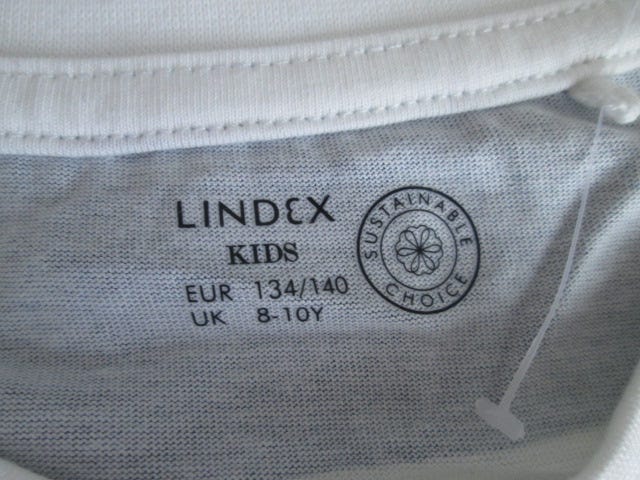 LINDEX
KIDS
EUR 134/140
UK 8-10Y
SUSTAINABLE
CHOICE